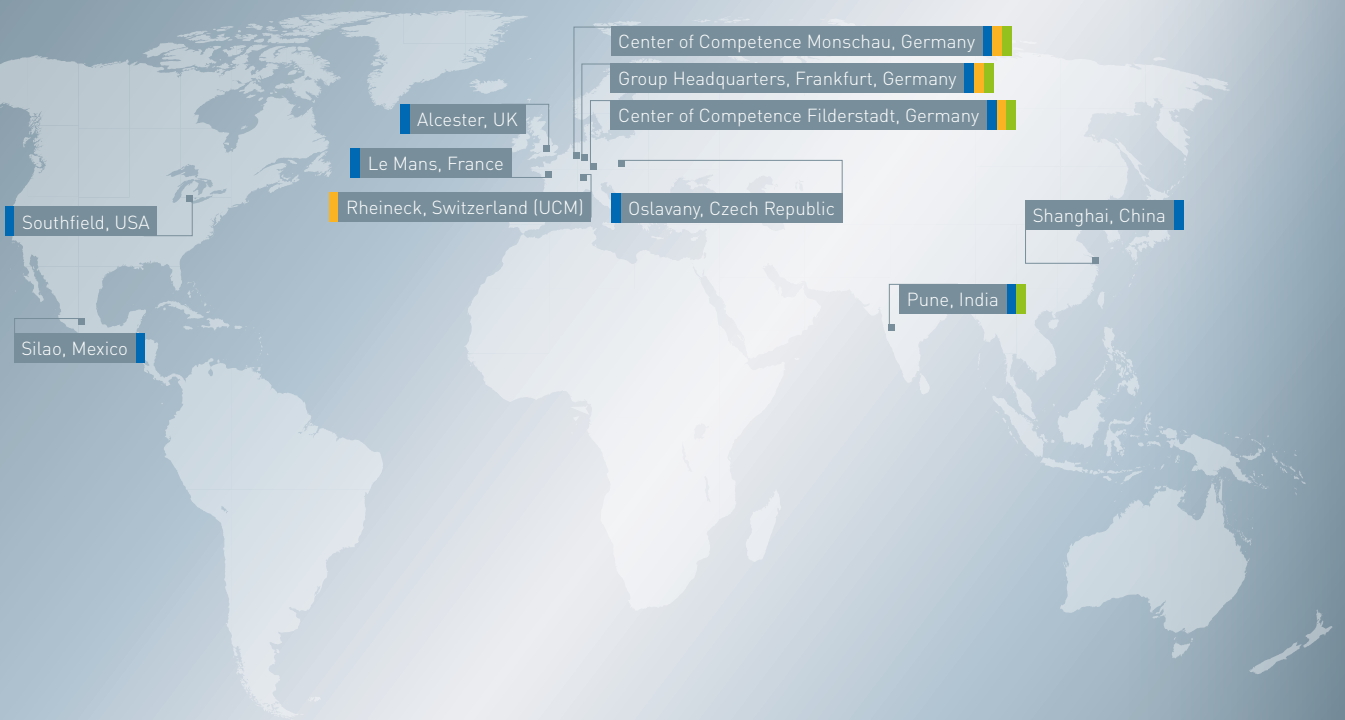 Center of Competence Monschau, Germany
Group Headquarters, Frankfurt, Germany
Center of Competence Filderstadt, Germany
Alcester, UK
Le Mans, France
Rheineck, Switzerland (UCM)
Oslavany, Czech Republic
Southfield, USA
Shanghai, China
Pune, India
Silao, Mexico